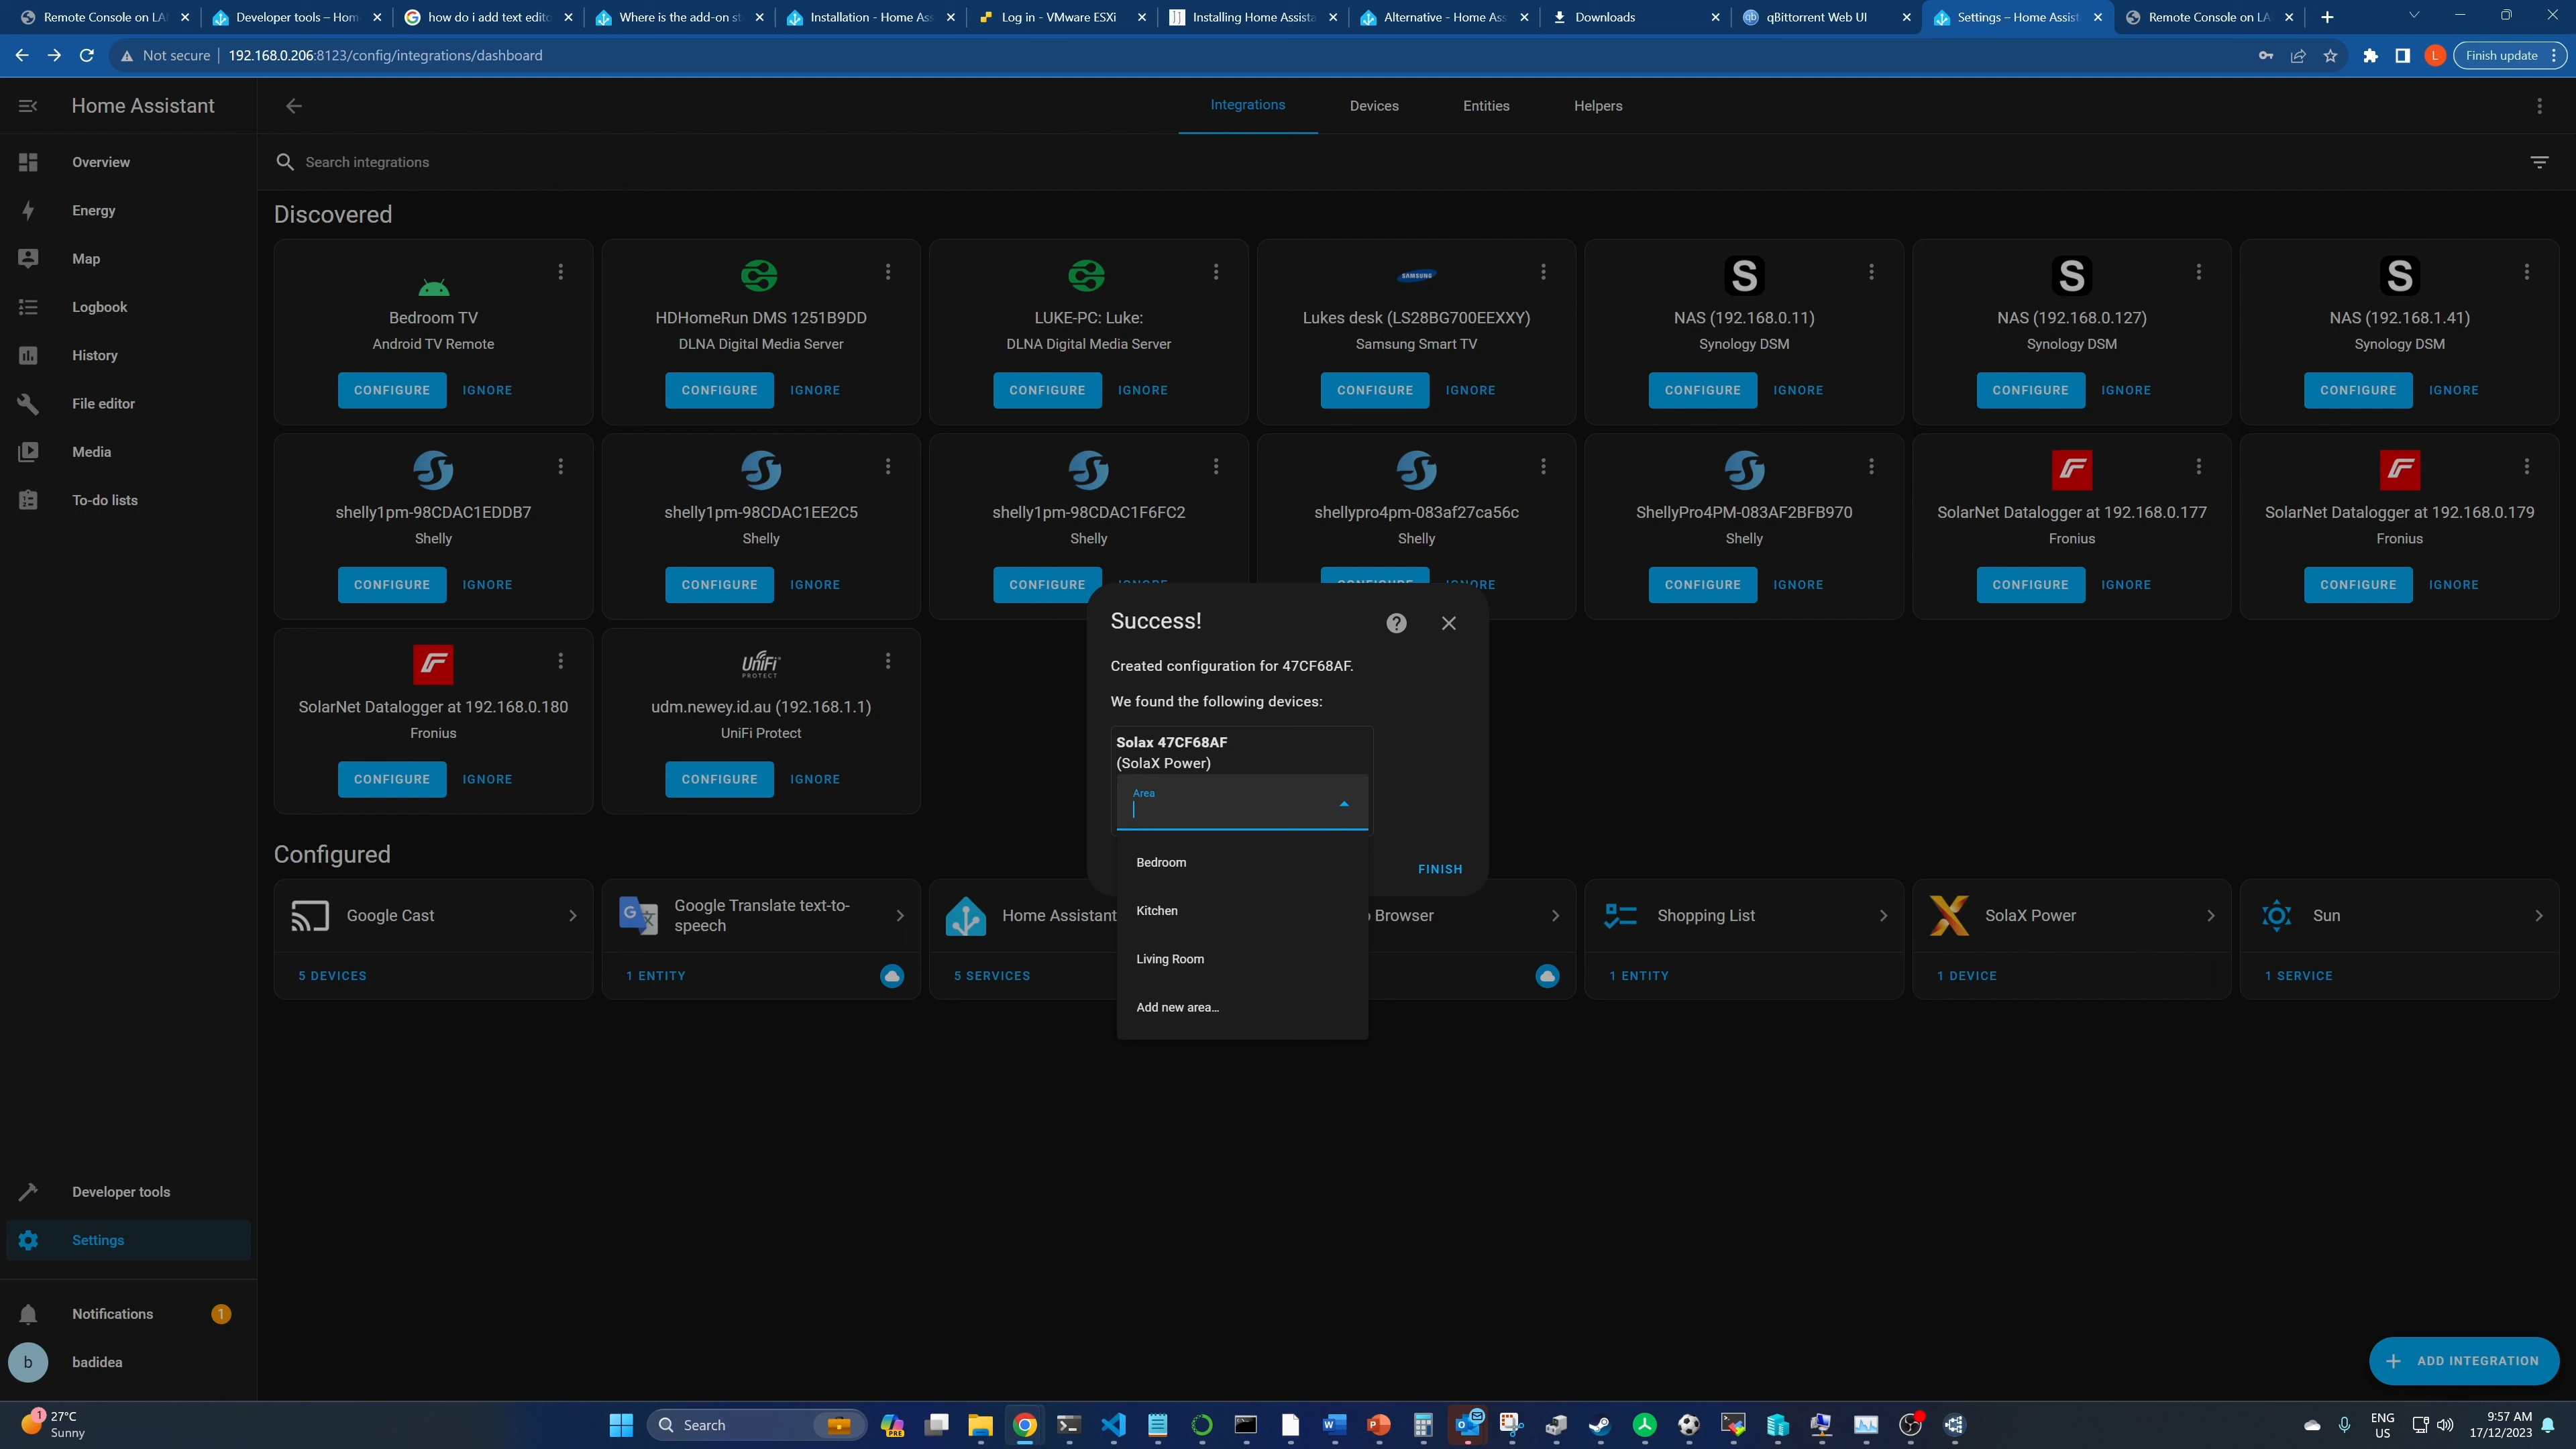 Remote Console on LA
Developer tools – Hom
how do i add text edito
Where is the add-on st
Installation - Home Ass
Log in - VMware ESXi
Installing Home Assista
Alternative - Home Ass
Downloads
qBittorrent Web UI
Settings – Home Assist
Remote Console on LA
Not secure
192.168.0.206:8123/config/integrations/dashboard
L
Finish update
Home Assistant
Integrations
Devices
Entities
Helpers
Overview
Energy
Map
Logbook
History
File editor
Media
To-do lists
Search integrations
Discovered
Bedroom TV
Android TV Remote
CONFIGURE
IGNORE
HDHomeRun DMS 1251B9DD
DLNA Digital Media Server
CONFIGURE
IGNORE
LUKE-PC: Luke:
DLNA Digital Media Server
CONFIGURE
IGNORE
SAMSUNG
Lukes desk (LS28BG700EEXXY)
Samsung Smart TV
CONFIGURE
IGNORE
S
NAS (192.168.0.11)
Synology DSM
CONFIGURE
IGNORE
S
NAS (192.168.0.127)
Synology DSM
CONFIGURE
IGNORE
S
NAS (192.168.1.41)
Synology DSM
CONFIGURE
IGNORE
shelly1pm-98CDAC1EDDB7
Shelly
CONFIGURE
IGNORE
shelly1pm-98CDAC1EE2C5
Shelly
CONFIGURE
IGNORE
shelly1pm-98CDAC1F6FC2
Shelly
CONFIGURE
IGNORE
shellypro4pm-083af27ca56c
Shelly
CONFIGURE
IGNORE
ShellyPro4PM-083AF2BFB970
Shelly
CONFIGURE
IGNORE
SolarNet Datalogger at 192.168.0.177
Fronius
CONFIGURE
IGNORE
SolarNet Datalogger at 192.168.0.179
Fronius
CONFIGURE
IGNORE
SolarNet Datalogger at 192.168.0.180
Fronius
CONFIGURE
IGNORE
UniFi
PROTECT
udm.newey.id.au (192.168.1.1)
UniFi Protect
CONFIGURE
IGNORE
Success!
Created configuration for 47CF68AF.
We found the following devices:
Solax 47CF68AF
(SolaX Power)
Area
Bedroom
Kitchen
Living Room
Add new area…
FINISH
Configured
Google Cast
5 DEVICES
Google Translate text-to-
speech
1 ENTITY
Home Assistant
5 SERVICES
Browser
Shopping List
1 ENTITY
SolaX Power
1 DEVICE
Sun
1 SERVICE
Developer tools
Settings
Notifications
1
b
badidea
ADD INTEGRATION
1
27°C
Sunny
Search
PRE
ENG
US
9:57 AM
17/12/2023